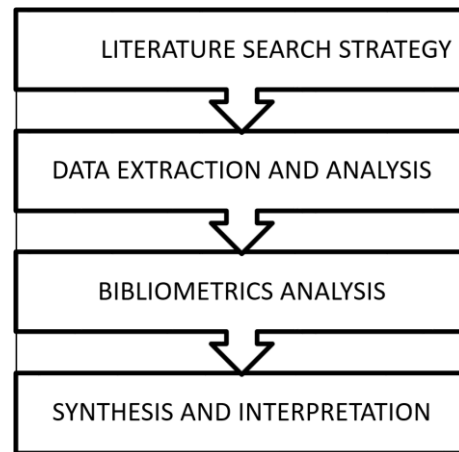 LITERATURE SEARCH STRATEGY
DATA EXTRACTION AND ANALYSIS
BIBLIOMETRICS ANALYSIS
SYNTHESIS AND INTERPRETATION